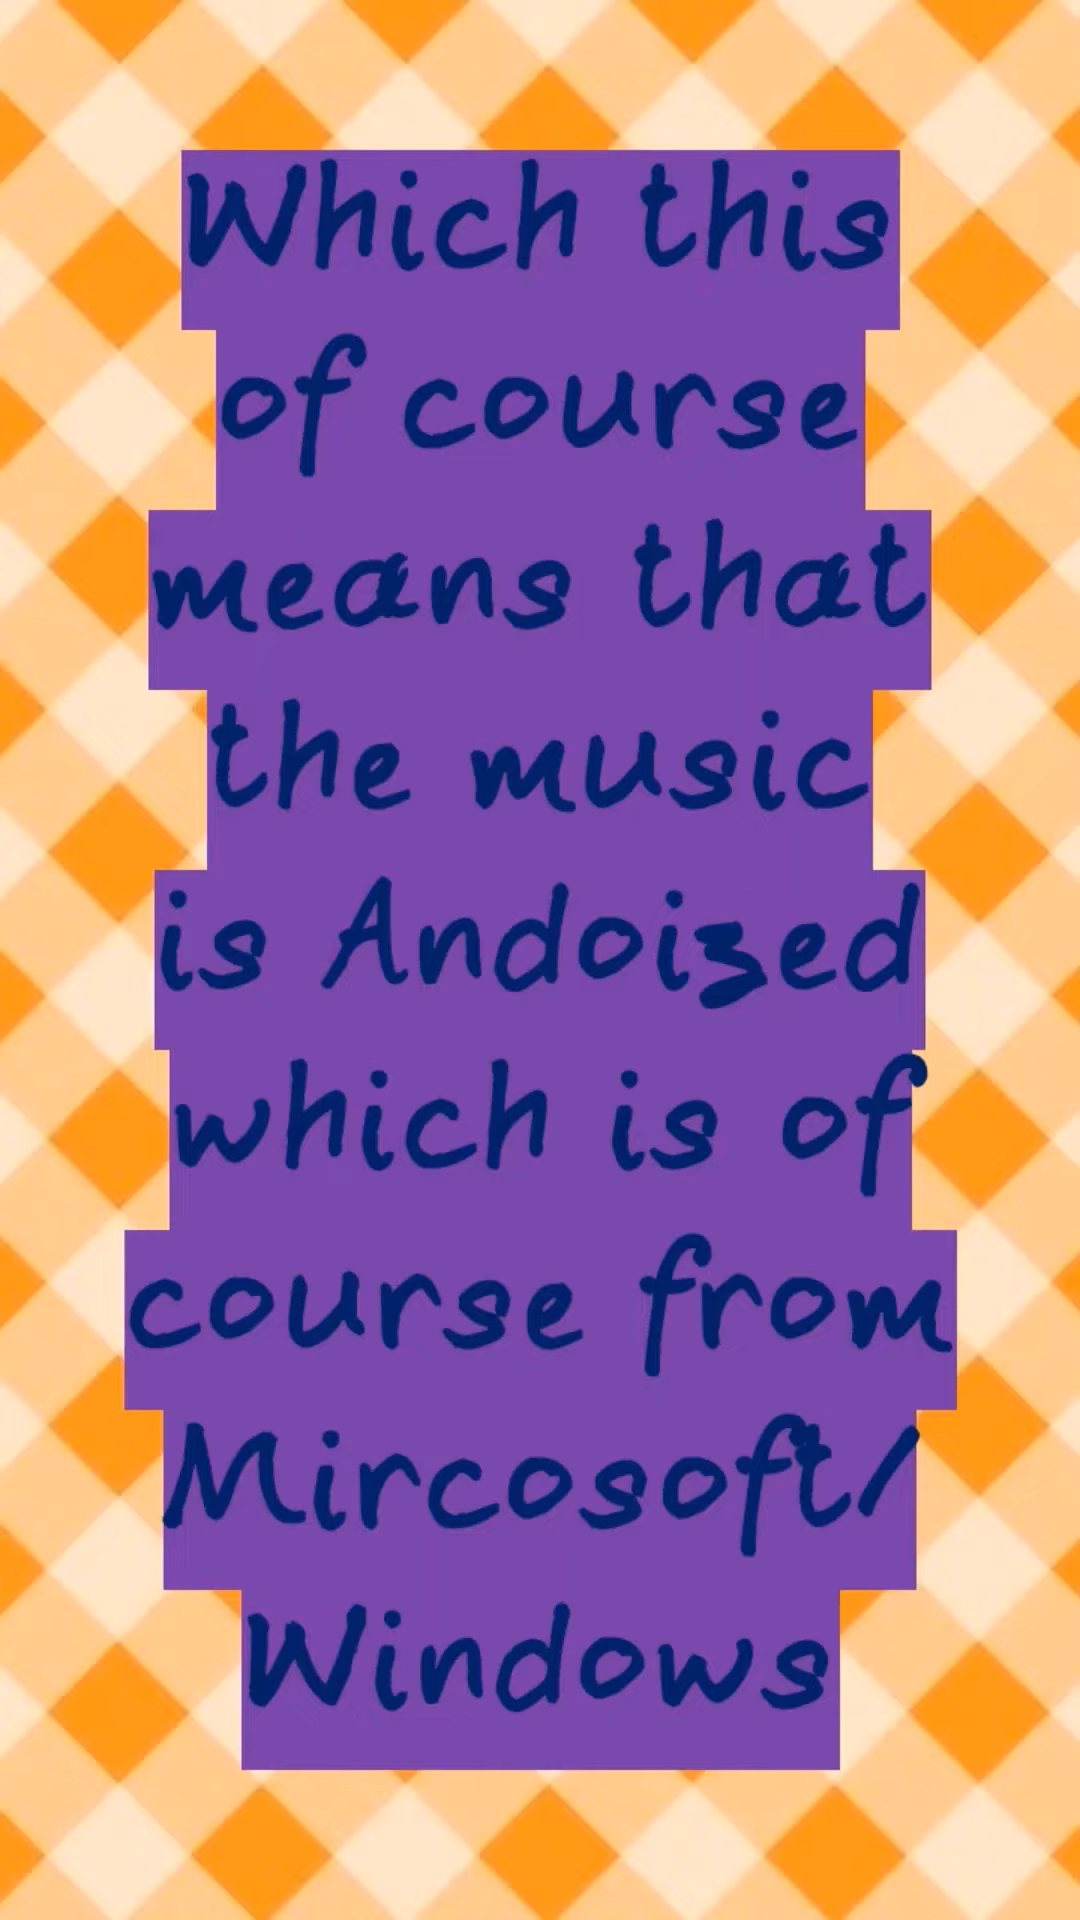 Which this
of course
means that
the music
is Andoized
which is of
course from
Mircosoft/
Windows